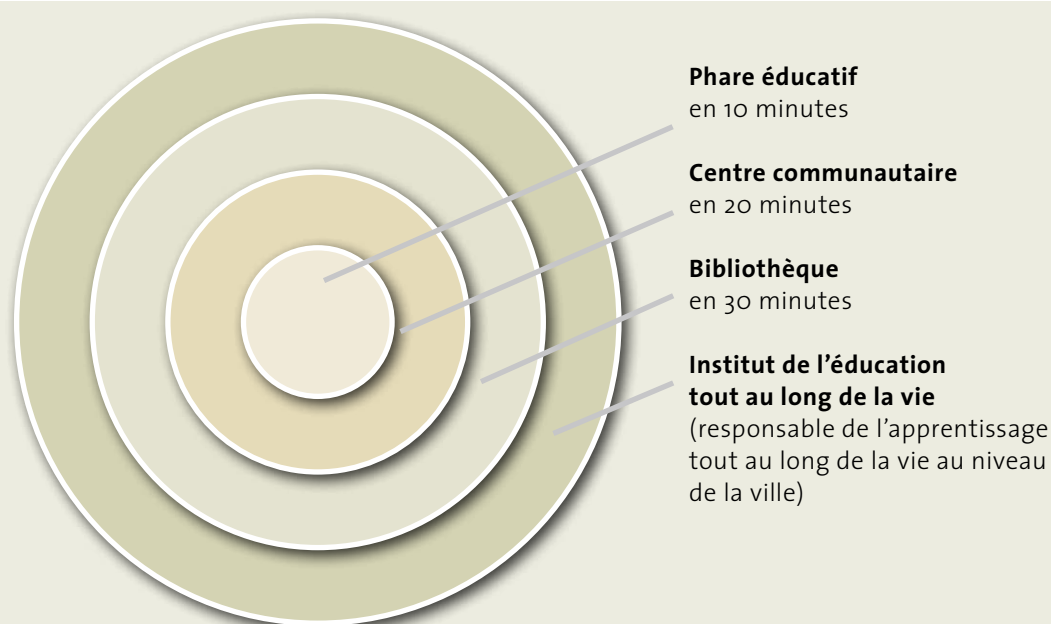 Phare éducatif
en 10 minutes
Centre communautaire
en 20 minutes
Bibliothèque
en 30 minutes
Institut de l’éducation
tout au long de la vie
(responsable de l’apprentissage
tout au long de la vie au niveau
de la ville)